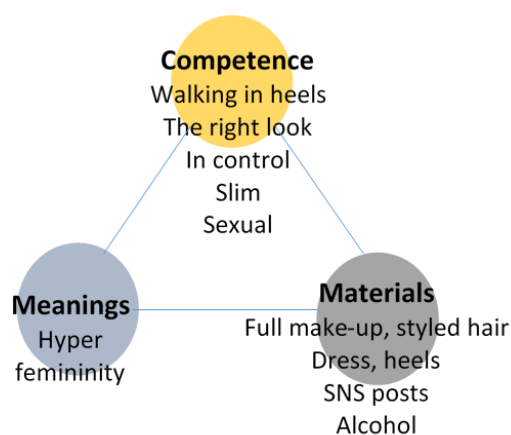 Competence
Walking in heels
The right look
In control
Slim
Sexual
Meanings
Hyper
femininity
Materials
Full make-up, styled hair
Dress, heels
SNS posts
Alcohol